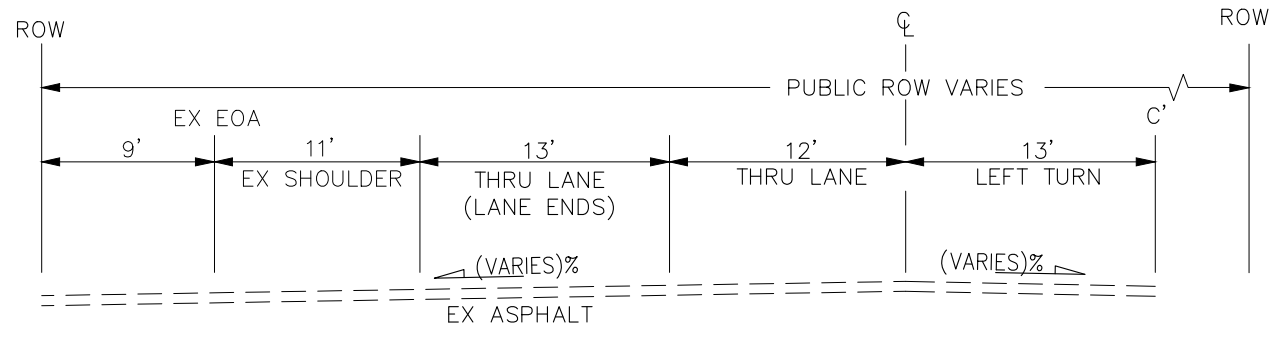 ROW
℄
ROW
PUBLIC ROW VARIES
EX EOA
C'
9'
11'
13'
12'
13'
EX SHOULDER
THRU LANE
(LANE ENDS)
THRU LANE
LEFT TURN
(VARIES)%
(VARIES)%
EX ASPHALT